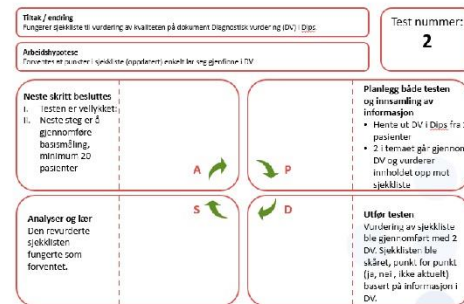 Tiltak / endring
Fungerer sjekkliste til vurdering av kvaliteten på dokument Diagnostisk vurdering (DV) i Dips.
Test nummer:
2
Arbeidshypotese
Forventes at punkter i sjekkliste (oppdatert) enkelt lar seg gjenfinne i DV
Neste skritt besluttes
i. Testen er vellykket.
ii. Neste steg er å
gjennomføre
basismåling,
minimum 20
pasienter
A
P
Planlegg både testen
og innsamling av
informasjon
• Hente ut DV i Dips fra
pasienter
• 2 i temaet går gjennom
DV og vurderer
innholdet opp mot
sjekkliste
Analyser og lær
Den revurderte
sjekklisten
fungerte som
forventet.
S
D
Utfør testen
Vurdering av sjekkliste
ble gjennomført med 2
DV. Sjekklisten ble
skåret, punkt for punkt
(ja, nei, ikke aktuelt)
basert på informasjon i
DV.